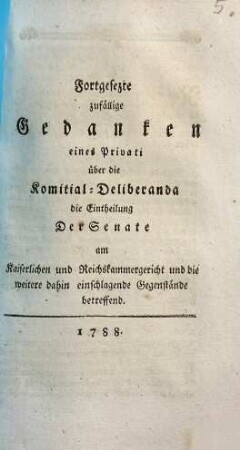 5.
Fortgesezte
zufällige
Gedanken
eines Privati
über die
Komitial-Deliberanda
die Eintheilung
Der Senate
am
Kaiserlichen und Reichskammergericht und die
weitere dahin einschlagende Gegenstände
betreffend.
1788.